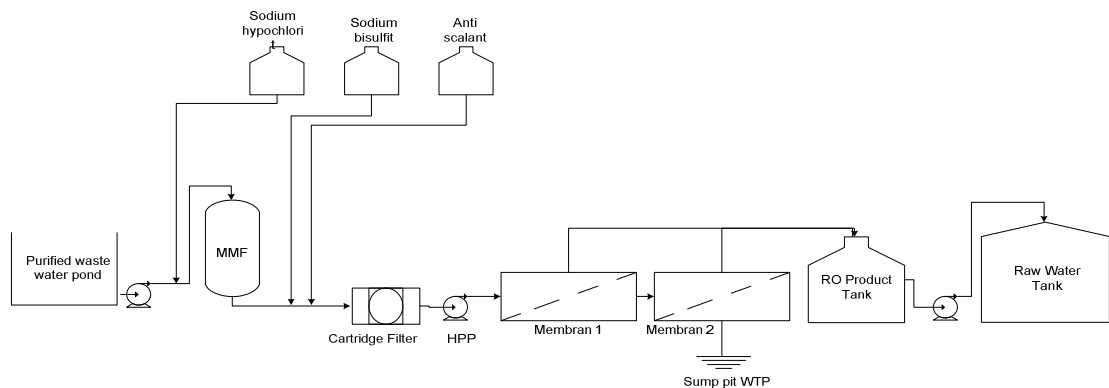 Sodium
hypochlori
t
Sodium
bisulfit
Anti
scalant
Purified waste
water pond
MMF
Cartridge Filter
HPP
Membran 1
Membran 2
Sump pit WTP
RO Product
Tank
Raw Water
Tank